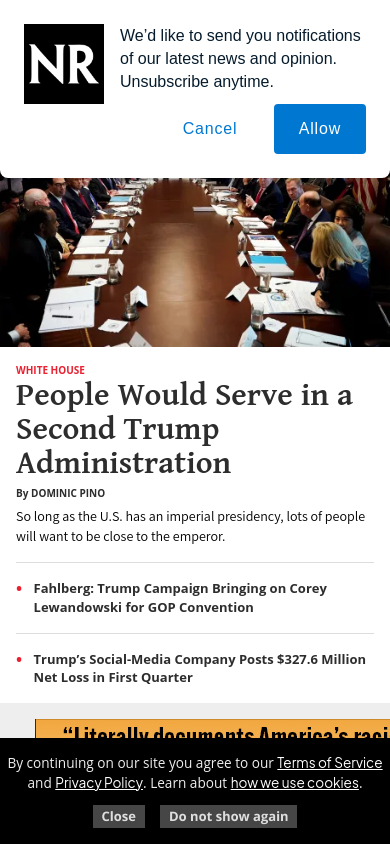 NR
We’d like to send you notifications
of our latest news and opinion.
Unsubscribe anytime.
Cancel
Allow
WHITE HOUSE
People Would Serve in a
Second Trump
Administration
By DOMINIC PINO
So long as the U.S. has an imperial presidency, lots of people
will want to be close to the emperor.
• Fahlberg: Trump Campaign Bringing on Corey
Lewandowski for GOP Convention
• Trump’s Social-Media Company Posts $327.6 Million
Net Loss in First Quarter
“Literally documents America’s
By continuing on our site you agree to our Terms of Service
and Privacy Policy. Learn about how we use cookies.
Close
Do not show again